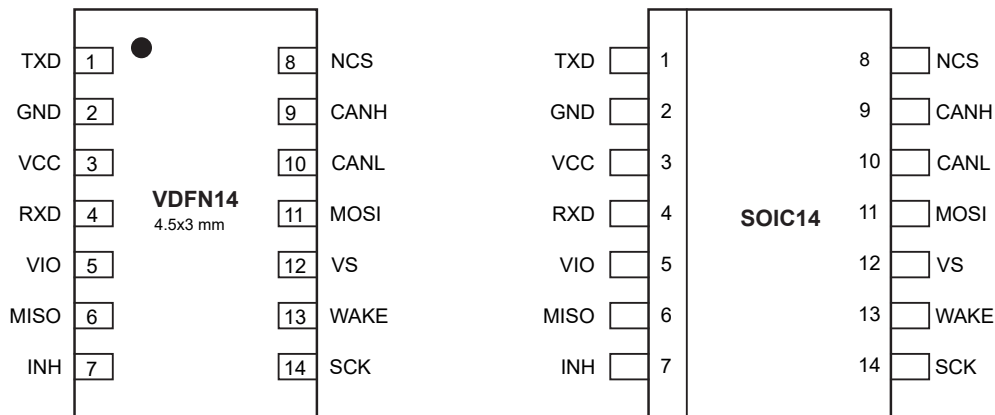 TXD 1 8 NCS
GND 2 9 CANH
VCC 3 10 CANL
RXD 4 11 MOSI
VIO 5 12 VS
MISO 6 13 WAKE
INH 7 14 SCK
VDFN14
4.5x3 mm
TXD 1 8 NCS
GND 2 9 CANH
VCC 3 10 CANL
RXD 4 11 MOSI
VIO 5 12 VS
MISO 6 13 WAKE
INH 7 14 SCK
SOIC14